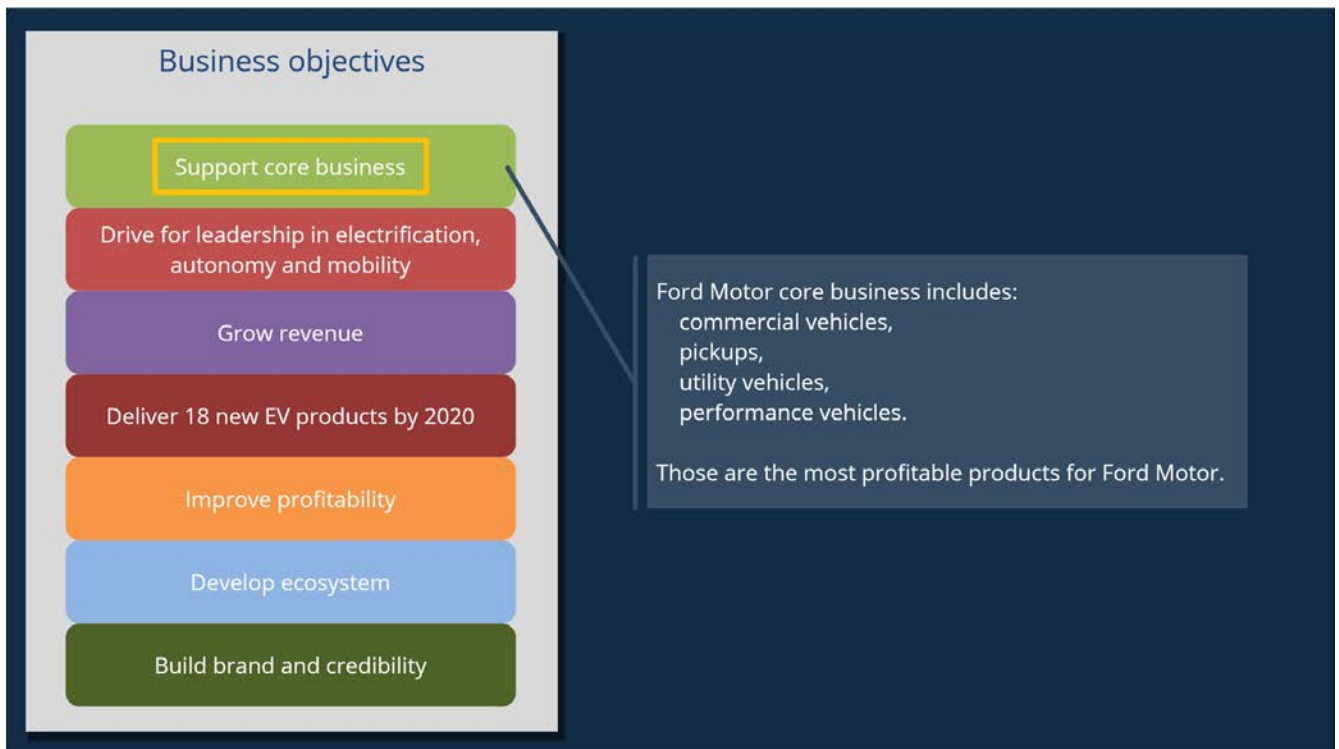 Business objectives
Support core business
Drive for leadership in electrification,
autonomy and mobility
Grow revenue
Deliver 18 new EV products by 2020
Improve profitability
Develop ecosystem
Build brand and credibility
Ford Motor core business includes:
commercial vehicles,
pickups,
utility vehicles,
performance vehicles.
Those are the most profitable products for Ford Motor.